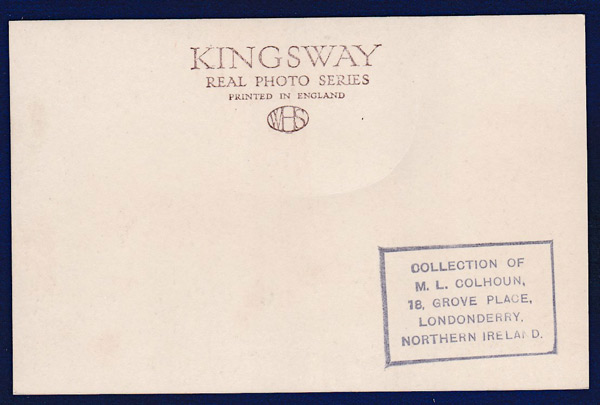 KINGSWAY
REAL PHOTO SERIES
PRINTED IN ENGLAND
WHS
COLLECTION OF
M. L. COLHOUN,
18, GROVE PLACE,
LONDONDERRY,
NORTHERN IRELAND.